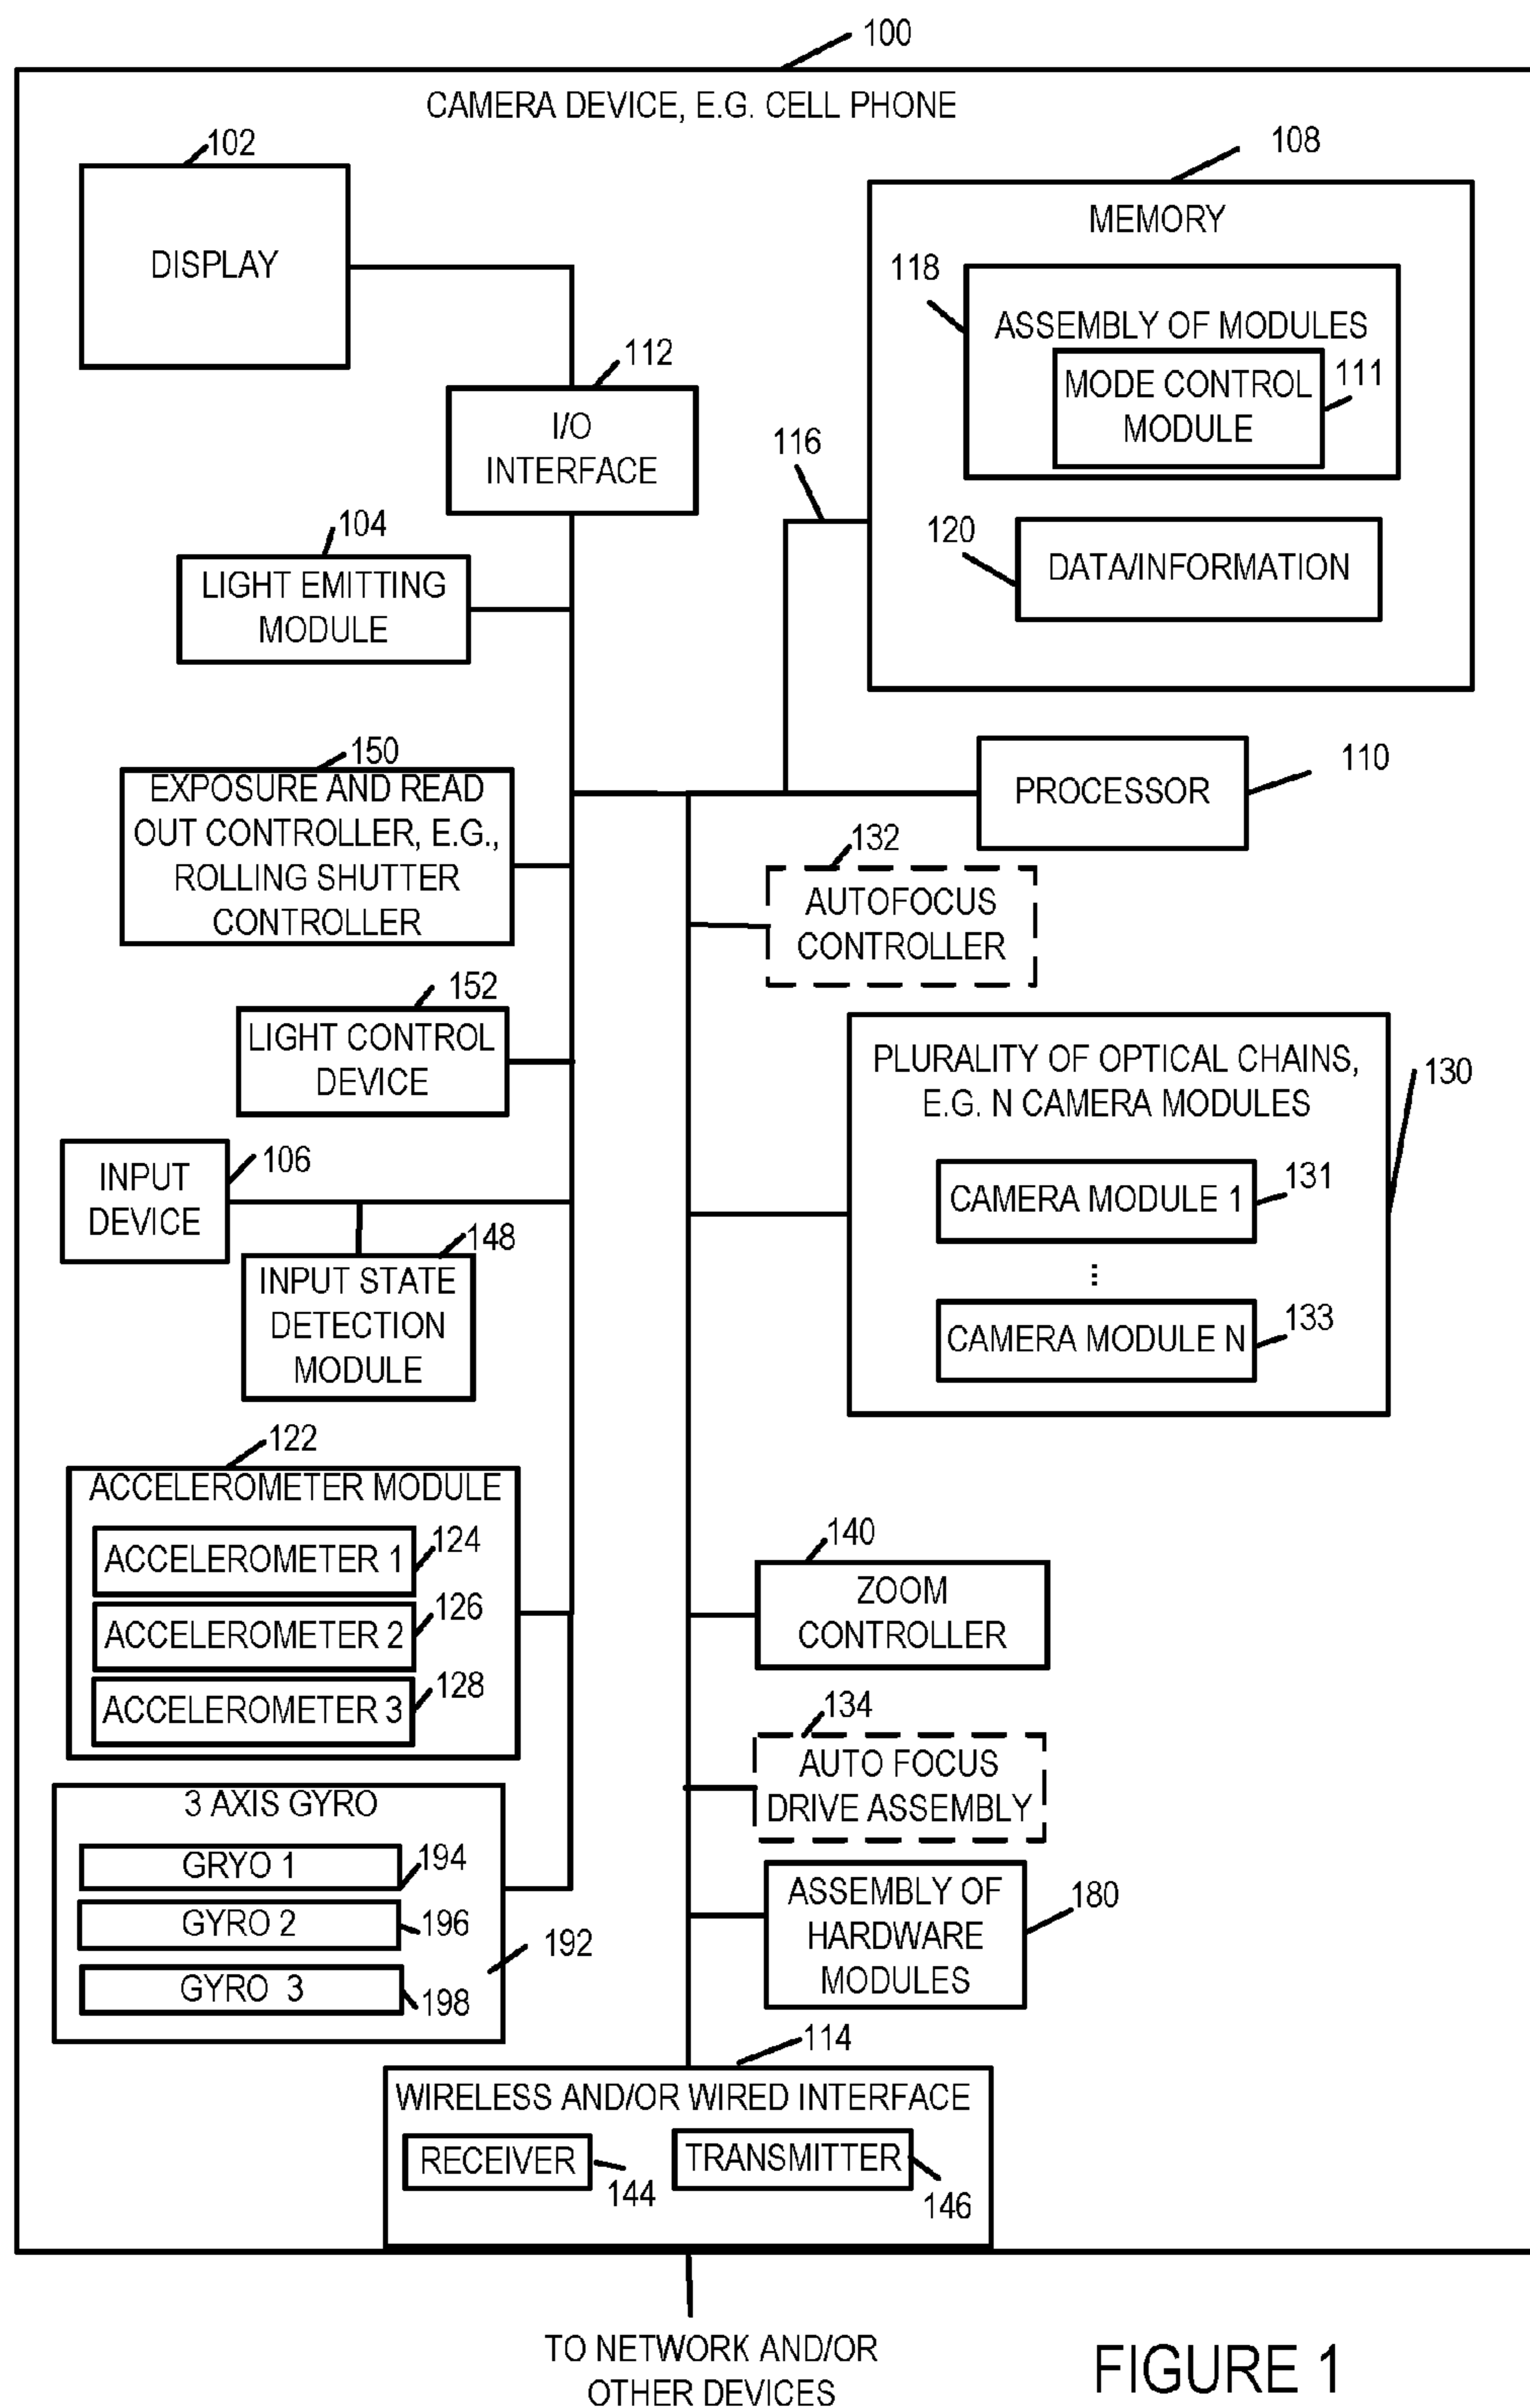 100
CAMERA DEVICE, E.G. CELL PHONE
102
DISPLAY
108
MEMORY
118
ASSEMBLY OF MODULES
MODE CONTROL
MODULE
111
120
DATA/INFORMATION
112
I/O
INTERFACE
116
104
LIGHT EMITTING
MODULE
150
EXPOSURE AND READ
OUT CONTROLLER, E.G.,
ROLLING SHUTTER
CONTROLLER
PROCESSOR
110
132
AUTOFOCUS
CONTROLLER
152
LIGHT CONTROL
DEVICE
PLURALITY OF OPTICAL CHAINS,
E.G. N CAMERA MODULES
130
CAMERA MODULE 1
131
...
CAMERA MODULE N
133
INPUT
DEVICE
106
148
INPUT STATE
DETECTION
MODULE
122
ACCELEROMETER MODULE
ACCELEROMETER 1
124
ACCELEROMETER 2
126
ACCELEROMETER 3
128
140
ZOOM
CONTROLLER
134
AUTO FOCUS
DRIVE ASSEMBLY
3 AXIS GYRO
GRYO 1
194
GYRO 2
196
GYRO 3
198
192
ASSEMBLY OF
HARDWARE
MODULES
180
114
WIRELESS AND/OR WIRED INTERFACE
RECEIVER
144
TRANSMITTER
146
TO NETWORK AND/OR
OTHER DEVICES
FIGURE 1